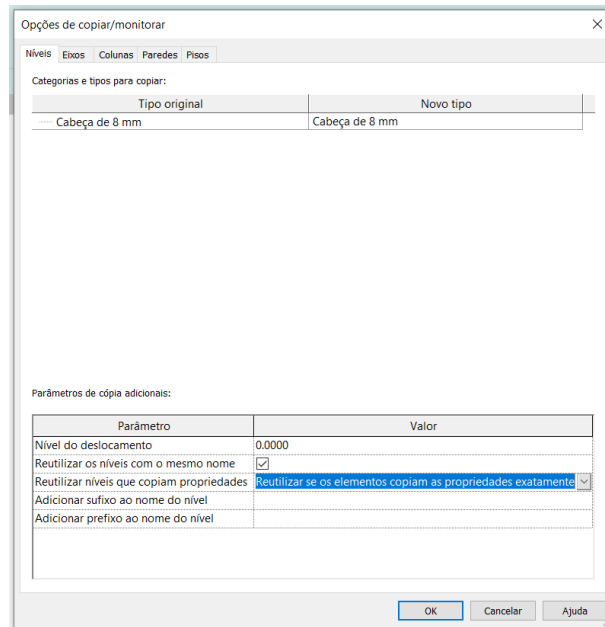 Opções de copiar/monitorar
Níveis Eixos Colunas Paredes Pisos
Categorias e tipos para copiar:
Tipo original Novo tipo
Cabeça de 8 mm Cabeça de 8 mm
Parâmetros de cópia adicionais:
Parâmetro Valor
Nível do deslocamento 0.0000
Reutilizar os níveis com o mesmo nome
Reutilizar níveis que copiam propriedades Reutilizar se os elementos copiam as propriedades exatamente
Adicionar sufixo ao nome do nível
Adicionar prefixo ao nome do nível
OK Cancelar Ajuda